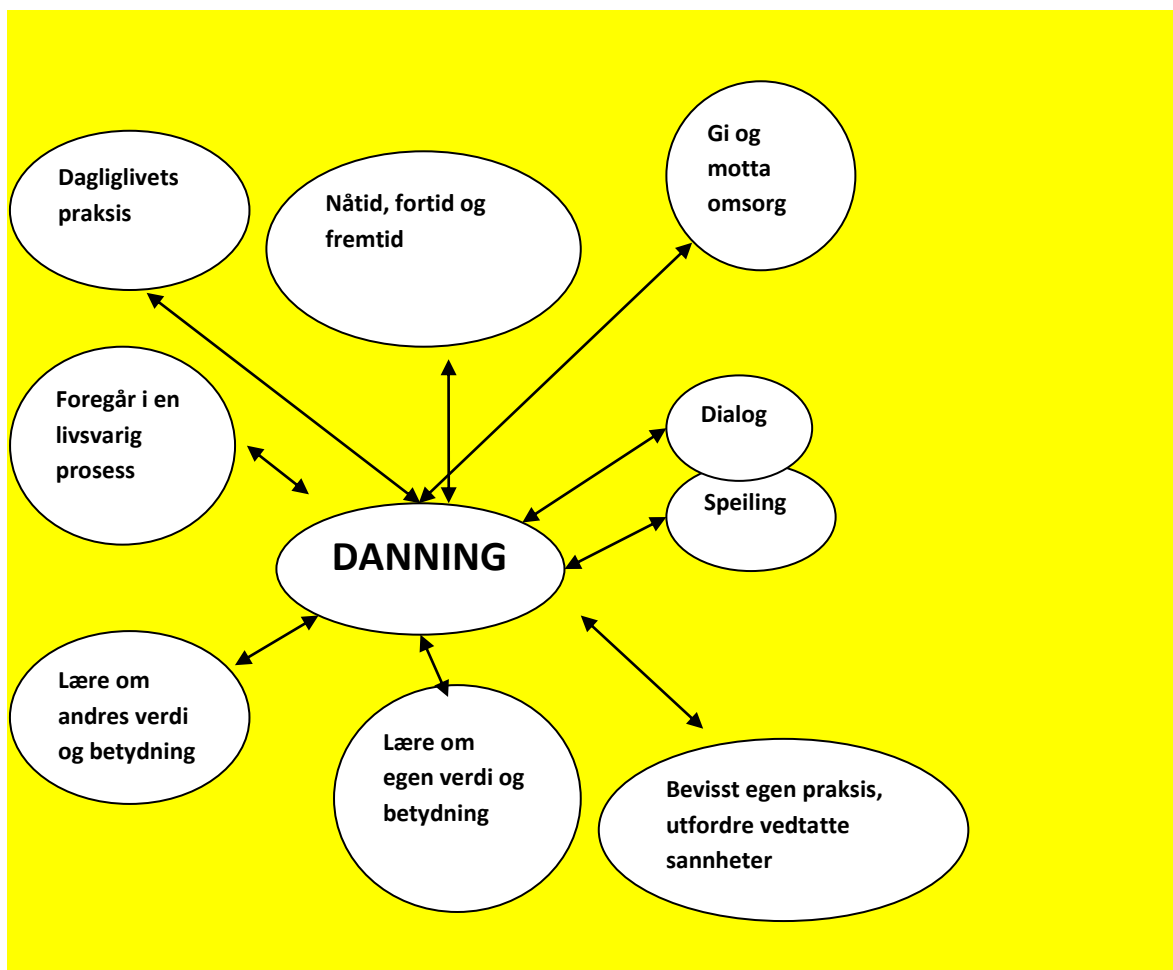 Dagliglivets
praksis
Nåtid, fortid og
fremtid
Gi og
motta
omsorg
Foregår i en
livsvarig
prosess
Dialog
Speiling
DANNING
Lære om
andres verdi
og betydning
Lære om
egen verdi og
betydning
Bevisst egen praksis,
utfordre vedtatte
sannheter